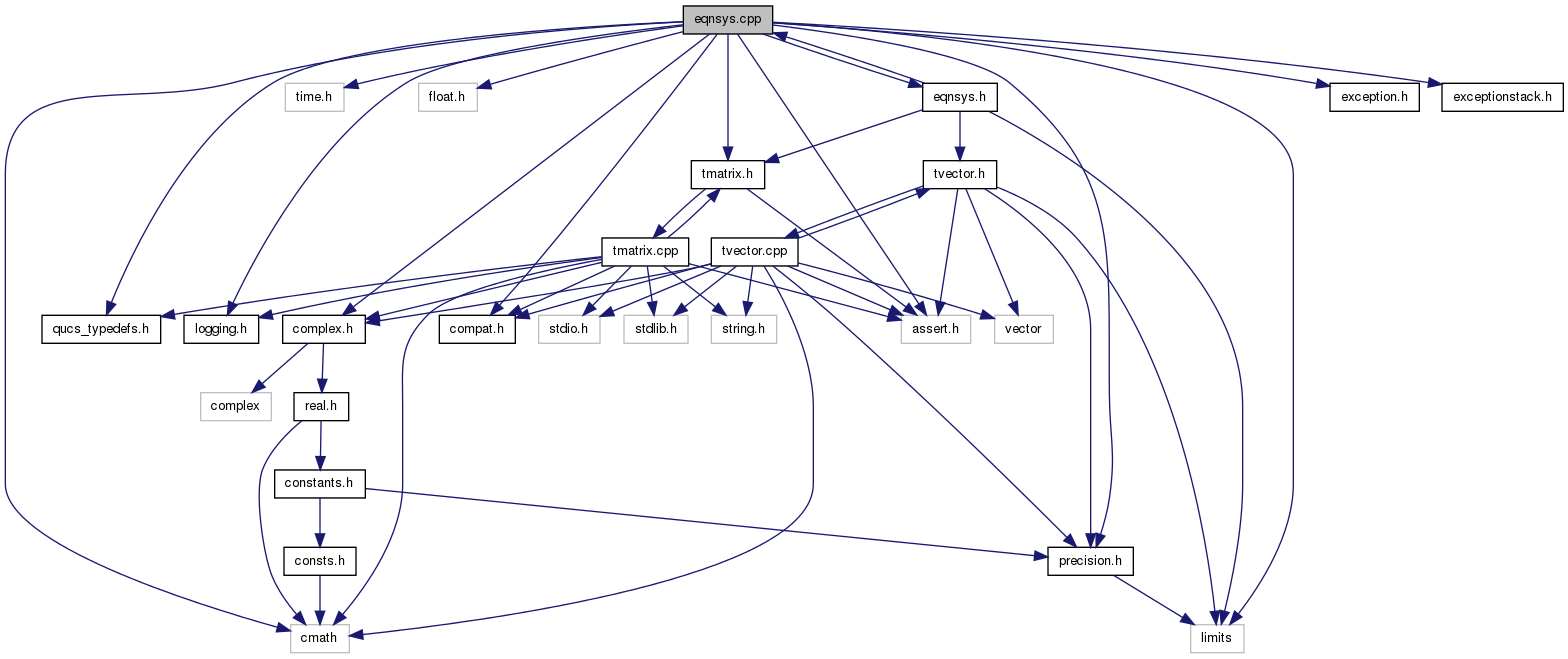 eqnsys.cpp
time.h
float.h
eqnsys.h
exception.h
exceptionstack.h
tmatrix.h
tvector.h
tmatrix.cpp
tvector.cpp
qucs_typedefs.h
logging.h
complex.h
compat.h
stdio.h
stdlib.h
string.h
assert.h
vector
complex
real.h
constants.h
consts.h
precision.h
cmath
limits